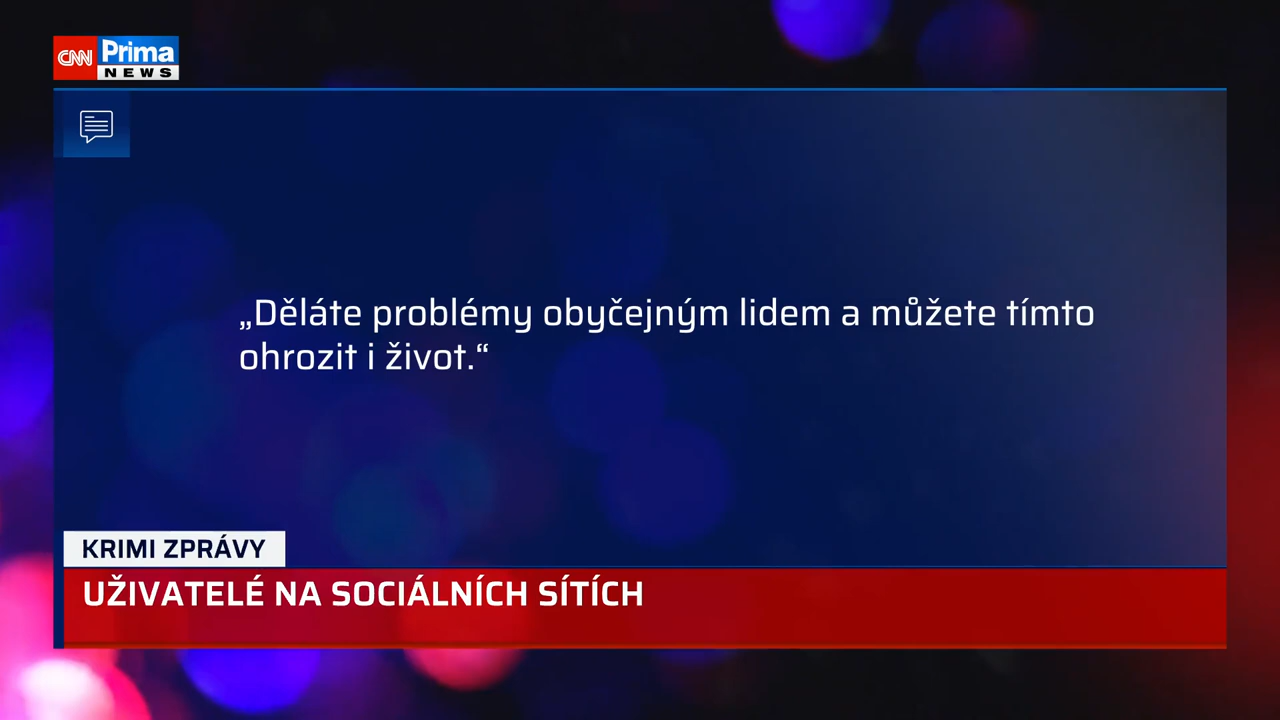 CNN Prima
NEWS
„Děláte problémy obyčejným lidem a můžete tímto
ohrozit i život.“
KRIMI ZPRÁVY
UŽIVATELÉ NA SOCIÁLNÍCH SÍTÍCH